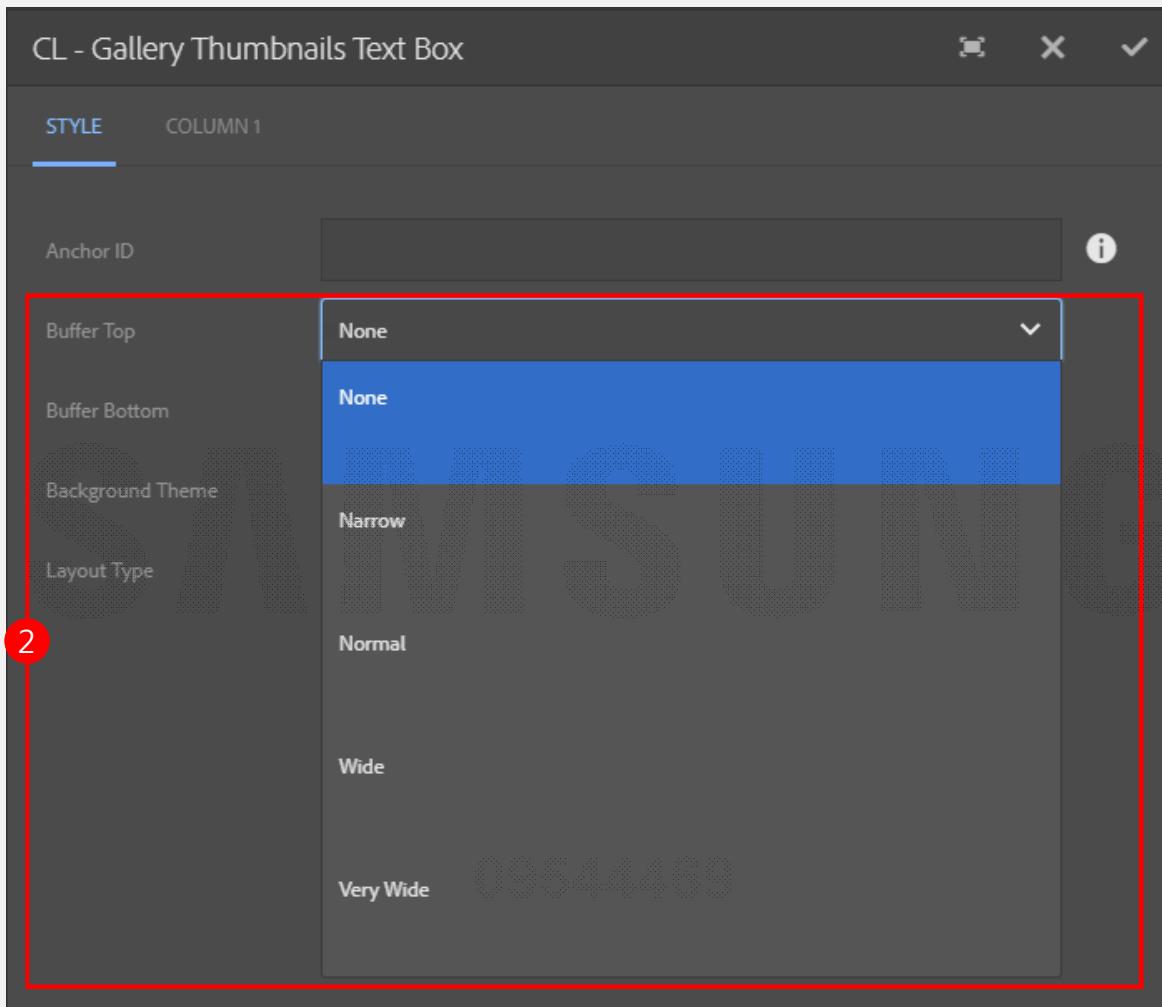 CL - Gallery Thumbnails Text Box
STYLE COLUMN 1
Anchor ID
Buffer Top None
None
Buffer Bottom
Background Theme
Narrow
Layout Type
2
Normal
Wide
Very Wide
SAMSUNG
09544469